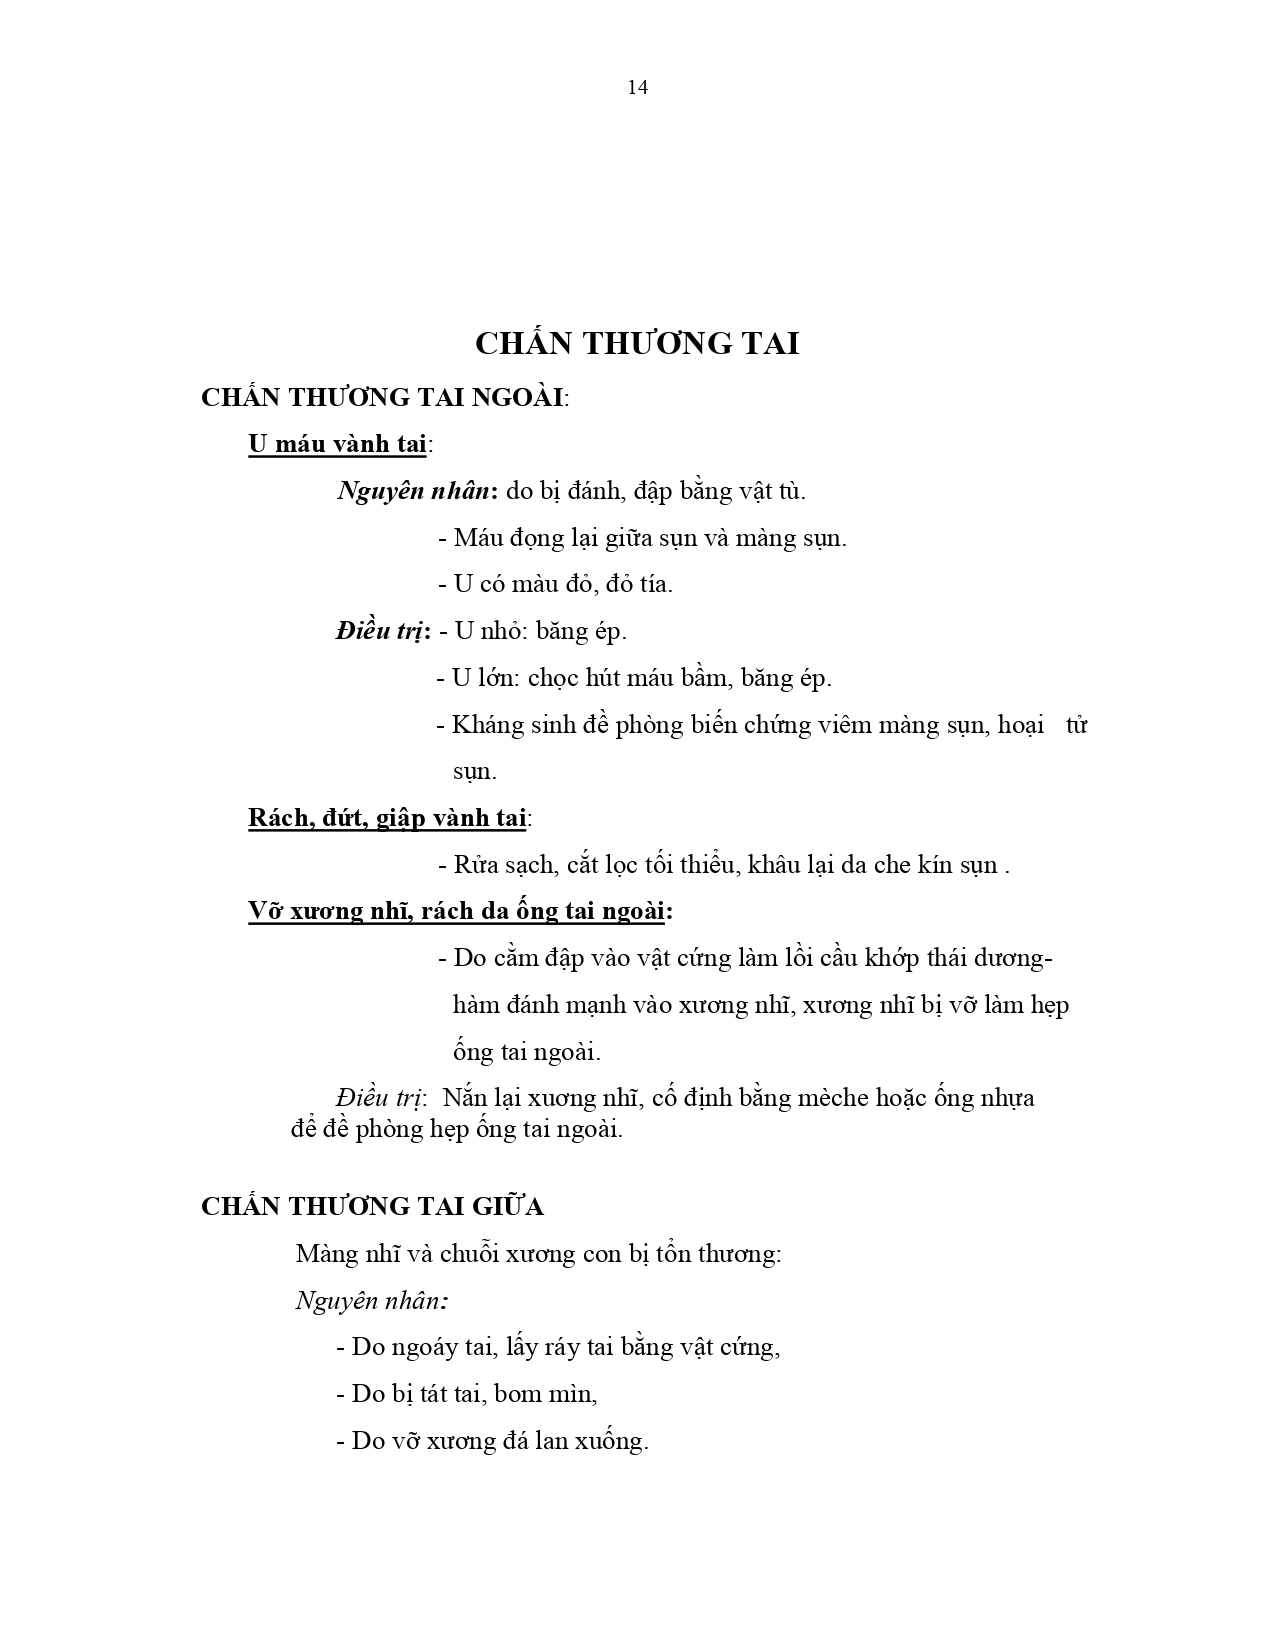 14
CHẤN THƯƠNG TAI
CHẤN THƯƠNG TAI NGOÀI:
U máu vành tai:
Nguyên nhân: do bị đánh, đập bằng vật tù.
- Máu đọng lại giữa sụn và màng sụn.
- U có màu đỏ, đỏ tía.
Điều trị: - U nhỏ: băng ép.
- U lớn: chọc hút máu bầm, băng ép.
- Kháng sinh đề phòng biến chứng viêm màng sụn, hoại tử
sụn.
Rách, đứt, giập vành tai:
- Rửa sạch, cắt lọc tối thiểu, khâu lại da che kín sụn .
Vỡ xương nhĩ, rách da ống tai ngoài:
- Do cằm đập vào vật cứng làm lồi cầu khớp thái dương-
hàm đánh mạnh vào xương nhĩ, xương nhĩ bị vỡ làm hẹp
ống tai ngoài.
Điều trị: Nắn lại xuơng nhĩ, cố định bằng mèche hoặc ống nhựa
để đề phòng hẹp ống tai ngoài.
CHẤN THƯƠNG TAI GIỮA
Màng nhĩ và chuỗi xương con bị tổn thương:
Nguyên nhân:
- Do ngoáy tai, lấy ráy tai bằng vật cứng,
- Do bị tát tai, bom mìn,
- Do vỡ xương đá lan xuống.